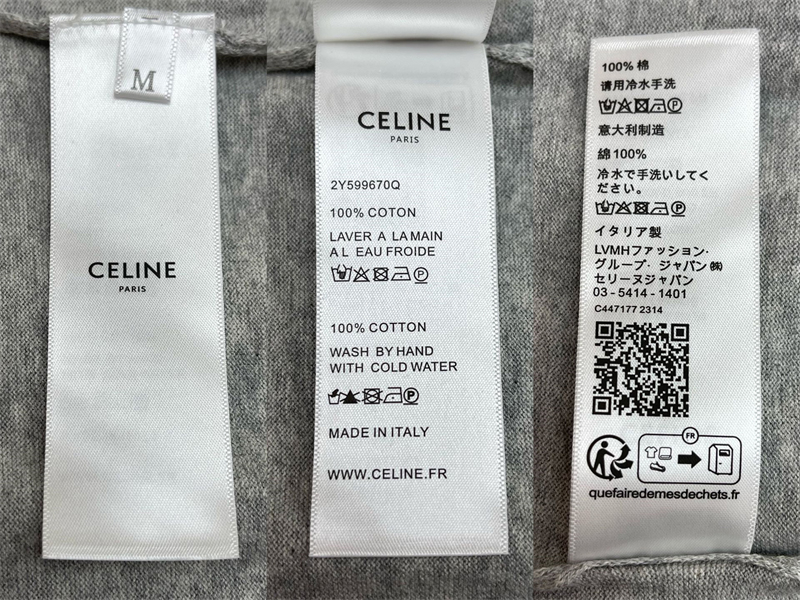 M
CELINE
PARIS
CELINE
PARIS
2Y599670Q
100% COTON
LAVER A LA MAIN
A L EAU FROIDE
100% COTTON
WASH BY HAND
WITH COLD WATER
MADE IN ITALY
WWW.CELINE.FR
100% 棉
请用冷水手洗
意大利制造
綿100%
冷水で手洗いしてく
ださい。
イタリア製
LVMHファッション·
グループ· ジャパン㈱
セリーヌジャパン
03 - 5414 - 1401
C447177 2314
FR
quefairedemesdechets.fr